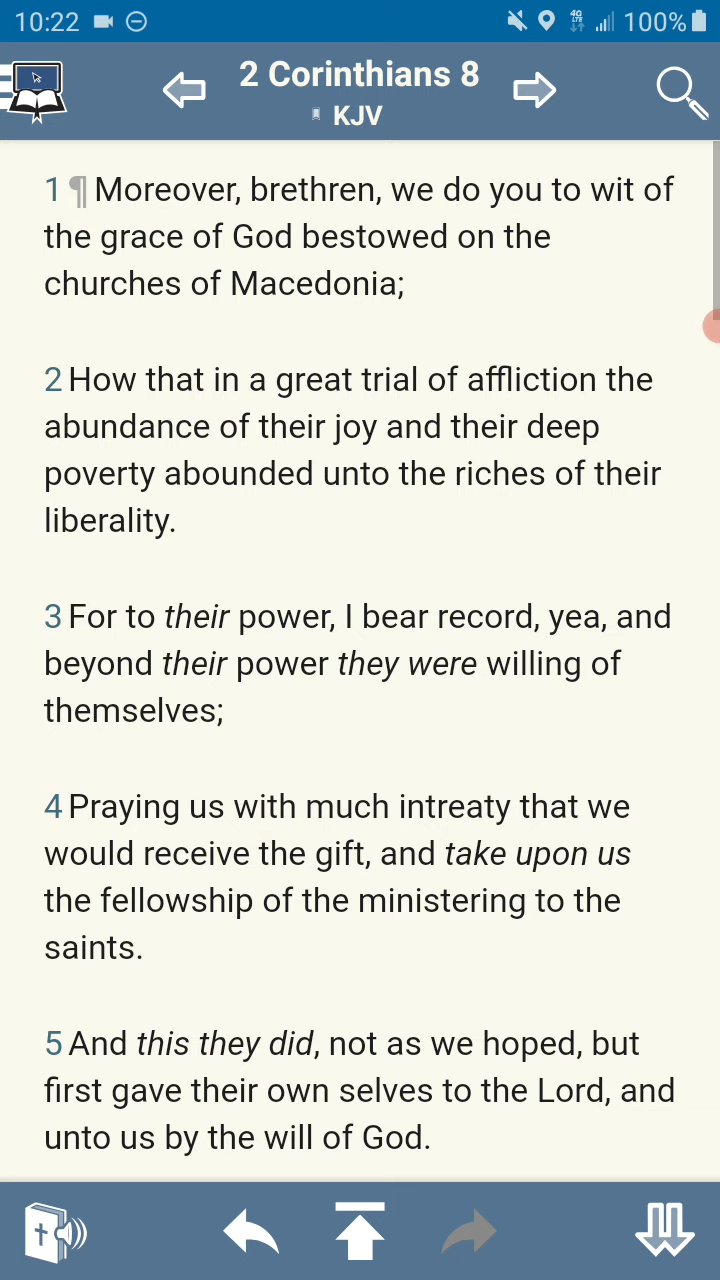 10:22
4G LTE 100%
2 Corinthians 8
KJV
1 ¶ Moreover, brethren, we do you to wit of
the grace of God bestowed on the
churches of Macedonia;
2 How that in a great trial of affliction the
abundance of their joy and their deep
poverty abounded unto the riches of their
liberality.
3 For to their power, I bear record, yea, and
beyond their power they were willing of
themselves;
4 Praying us with much intreaty that we
would receive the gift, and take upon us
the fellowship of the ministering to the
saints.
5 And this they did, not as we hoped, but
first gave their own selves to the Lord, and
unto us by the will of God.